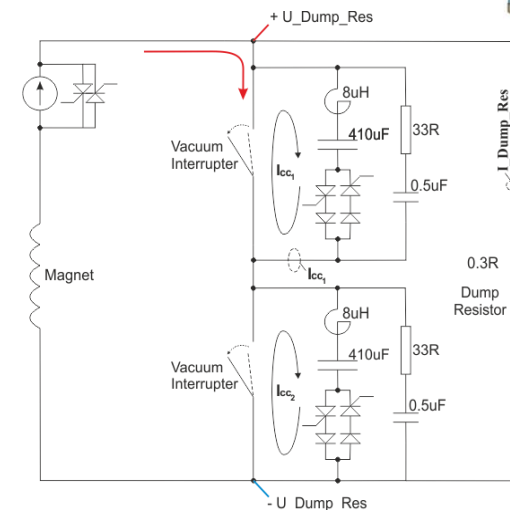 + U_Dump_Res
I_Dump_Res
8uH
410uF
33R
Vacuum
Interrupter
Icc1
0.5uF
Icc1
Magnet
0.3R
Dump
Resistor
8uH
410uF
33R
Vacuum
Interrupter
Icc2
0.5uF
- U_Dump_Res